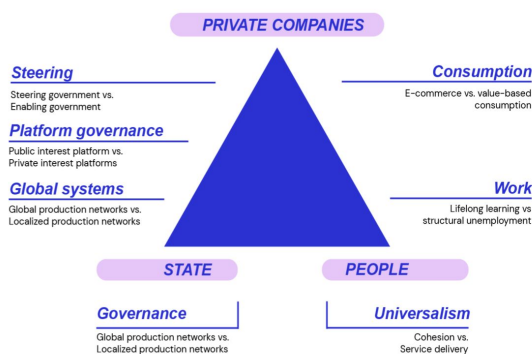 PRIVATE COMPANIES
Steering
Steering government vs.
Enabling government
Platform governance
Public interest platform vs.
Private interest platforms
Global systems
Global production networks vs.
Localized production networks
Consumption
E-commerce vs. value-based
consumption
Work
Lifelong learning vs
structural unemployment
STATE
PEOPLE
Governance
Global production networks vs.
Localized production networks
Universalism
Cohesion vs.
Service delivery